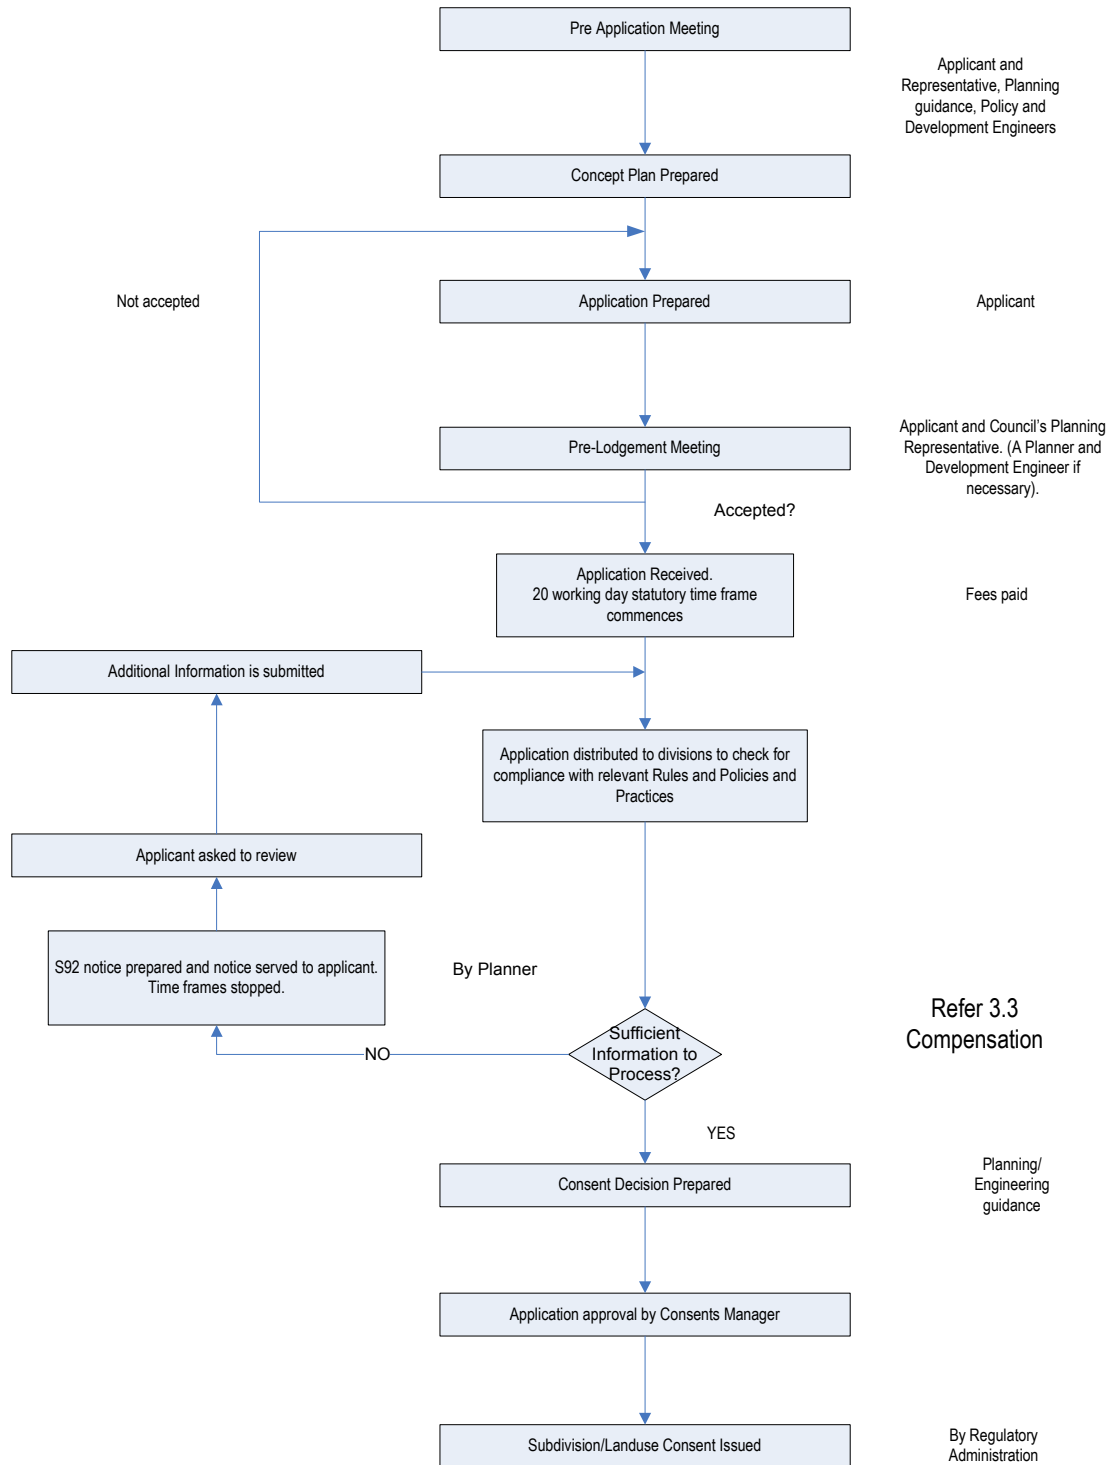 Pre Application Meeting
Applicant and
Representative, Planning
guidance, Policy and
Development Engineers
Concept Plan Prepared
Not accepted
Application Prepared
Applicant
Pre-Lodgement Meeting
Applicant and Council's Planning
Representative. (A Planner and
Development Engineer if
necessary).
Accepted?
Application Received.
20 working day statutory time frame
commences
Fees paid
Additional Information is submitted
Application distributed to divisions to check for
compliance with relevant Rules and Policies and
Practices
Applicant asked to review
S92 notice prepared and notice served to applicant.
Time frames stopped.
By Planner
Refer 3.3
Compensation
Sufficient
Information to
Process?
NO
YES
Consent Decision Prepared
Planning/
Engineering
guidance
Application approval by Consents Manager
Subdivision/Landuse Consent Issued
By Regulatory
Administration